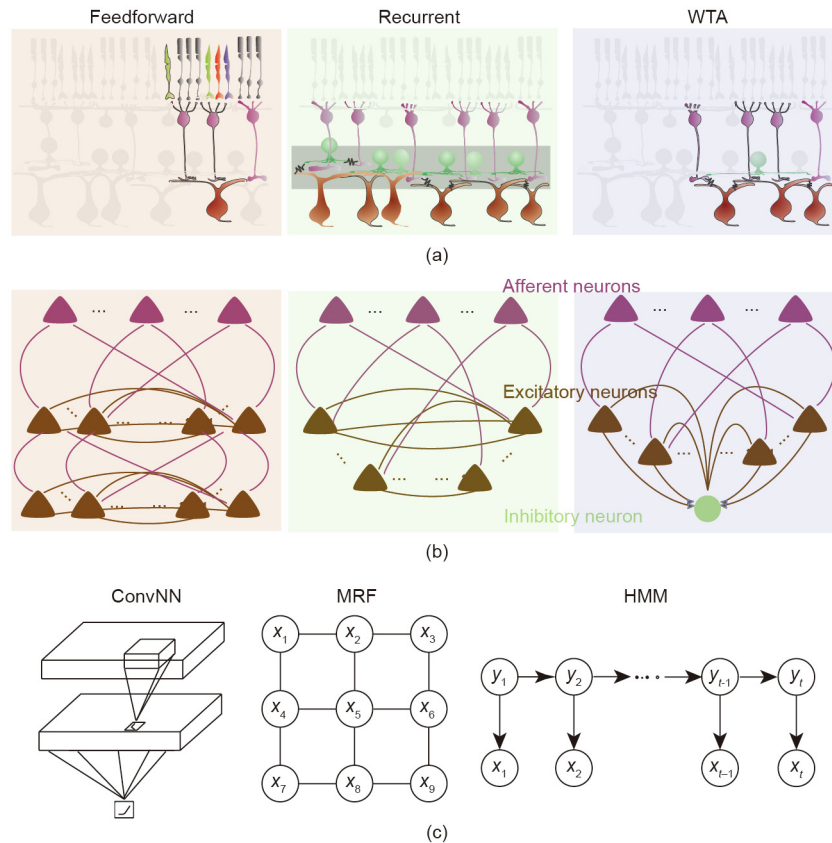 Feedforward Recurrent WTA
(a)
Afferent neurons
... ... ... ... ... ...
Excitatory neurons
Inhibitory neuron
(b)
ConvNN MRF HMM
x1 x2 x3
y1 y2 yt-1 yt
x4 x5 x6
x1 x2 xt–1 xt
x7 x8 x9
(c)